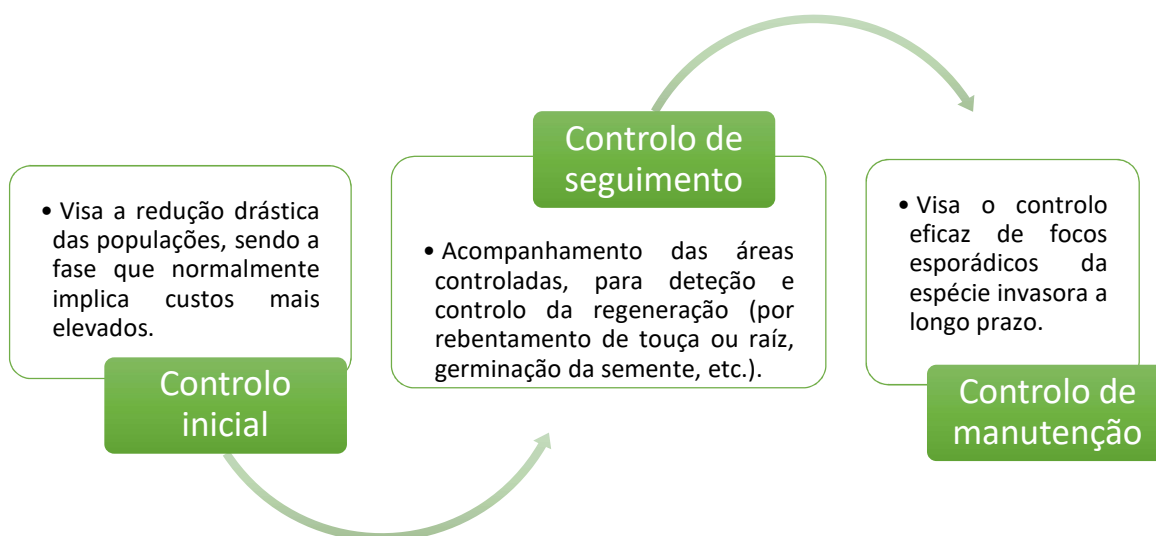 • Visa a redução drástica
das populações, sendo a
fase que normalmente
implica custos mais
elevados.
Controlo
inicial
Controlo de
seguimento
• Acompanhamento das áreas
controladas, para deteção e
controlo da regeneração (por
rebentamento de touça ou raíz,
germinação da semente, etc.).
• Visa o controlo
eficaz de focos
esporádicos da
espécie invasora a
longo prazo.
Controlo de
manutenção